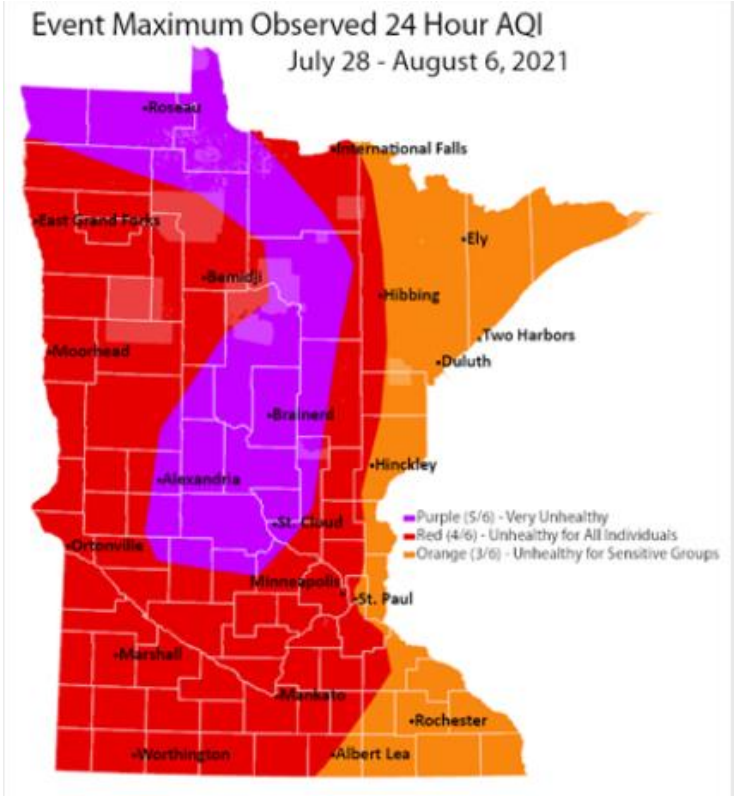 Event Maximum Observed 24 Hour AQI
July 28 - August 6, 2021
Roseau
International Falls
East Grand Forks
Ely
Bemidji
Hibbing
Two Harbors
Moorhead
Duluth
Brainerd
Hinckley
Alexandria
Purple (5/6) - Very Unhealthy
St. Cloud
Red (4/6) - Unhealthy for All Individuals
Ortonville
Orange (3/6) - Unhealthy for Sensitive Groups
Minneapolis
St. Paul
Marshall
Mankato
Rochester
Worthington
Albert Lea